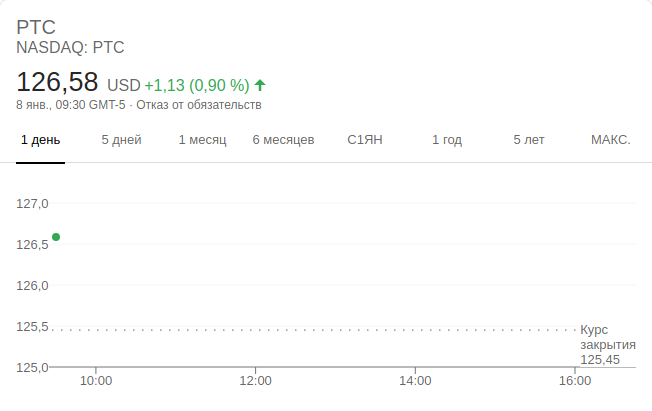 PTC
NASDAQ: PTC
126,58 USD +1,13 (0,90 %)
8 янв., 09:30 GMT-5 · Отказ от обязательств
1 день 5 дней 1 месяц 6 месяцев С1ЯН 1 год 5 лет МАКС.
127,0
126,5
126,0
125,5
Курс
закрытия
125,45
125,0
10:00 12:00 14:00 16:00